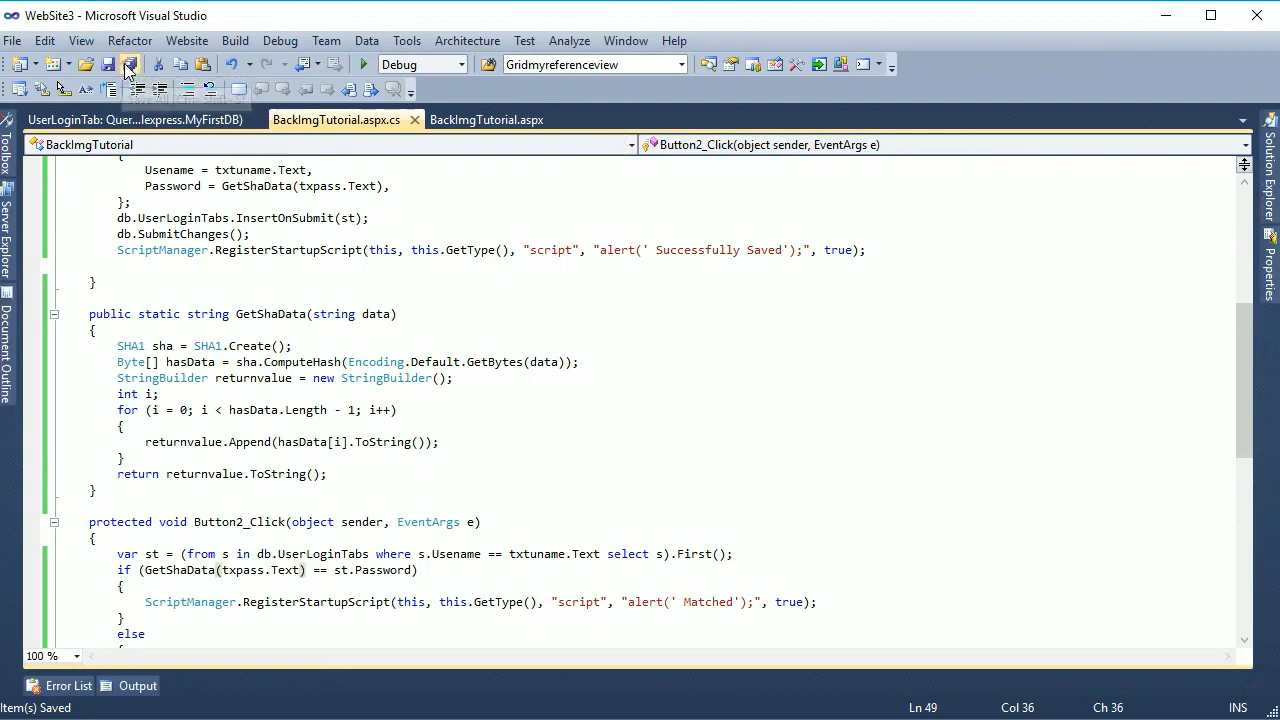 WebSite3 - Microsoft Visual Studio
File Edit View Refactor Website Build Debug Team Data Tools Architecture Test Analyze Window Help
Debug Gridmyreferenceview
Save All (Ctrl+Shift+S)
UserLoginTab: Quer...lexpress.MyFirstDB) BackImgTutorial.aspx.cs BackImgTutorial.aspx
BackImgTutorial Button2_Click(object sender, EventArgs e)
{
Usename = txtuname.Text,
Password = GetShaData(txpass.Text),
};
db.UserLoginTabs.InsertOnSubmit(st);
db.SubmitChanges();
ScriptManager.RegisterStartupScript(this, this.GetType(), "script", "alert(' Successfully Saved');", true);
}
public static string GetShaData(string data)
{
SHA1 sha = SHA1.Create();
Byte[] hasData = sha.ComputeHash(Encoding.Default.GetBytes(data));
StringBuilder returnvalue = new StringBuilder();
int i;
for (i = 0; i < hasData.Length - 1; i++)
{
returnvalue.Append(hasData[i].ToString());
}
return returnvalue.ToString();
}
protected void Button2_Click(object sender, EventArgs e)
{
var st = (from s in db.UserLoginTabs where s.Usename == txtuname.Text select s).First();
if (GetShaData(txpass.Text) == st.Password)
{
ScriptManager.RegisterStartupScript(this, this.GetType(), "script", "alert(' Matched');", true);
}
else
{
100 %
Error List Output
Item(s) Saved Ln 49 Col 36 Ch 36 INS
Toolbox
Server Explorer
Document Outline
Solution Explorer
Properties